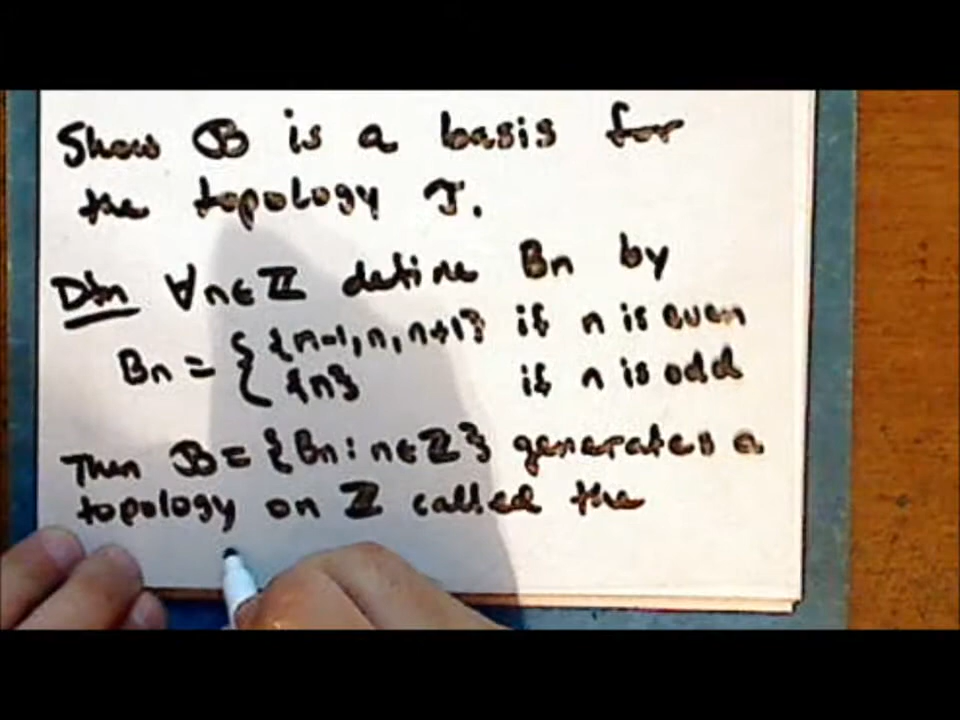 Show 𝓑 is a basis for
the topology 𝒯.
Dfn ∀n∈ℤ define Bn by
Bn = { {n-1, n, n+1} if n is even
{n} if n is odd
Then 𝓑 = {Bn : n∈ℤ} generates a
topology on ℤ called the